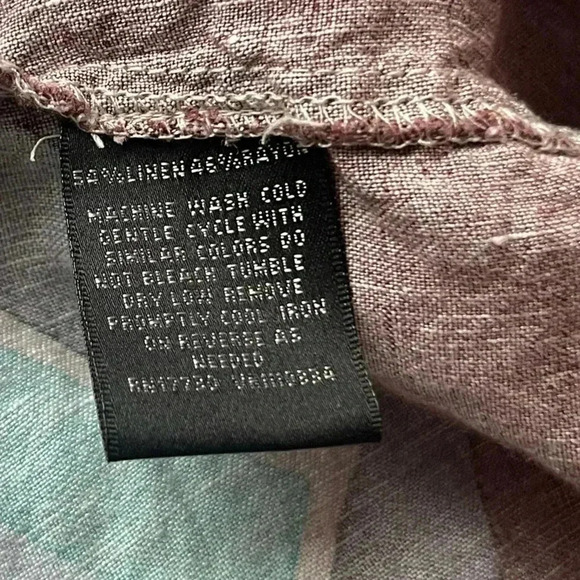 54%LINEN 46%RAYON
MACHINE WASH COLD
GENTLE CYCLE WITH
SIMILAR COLORS DO
NOT BLEACH TUMBLE
DRY LOW REMOVE
PROMPTLY COOL IRON
ON REVERSE AS
NEEDED
RN17730